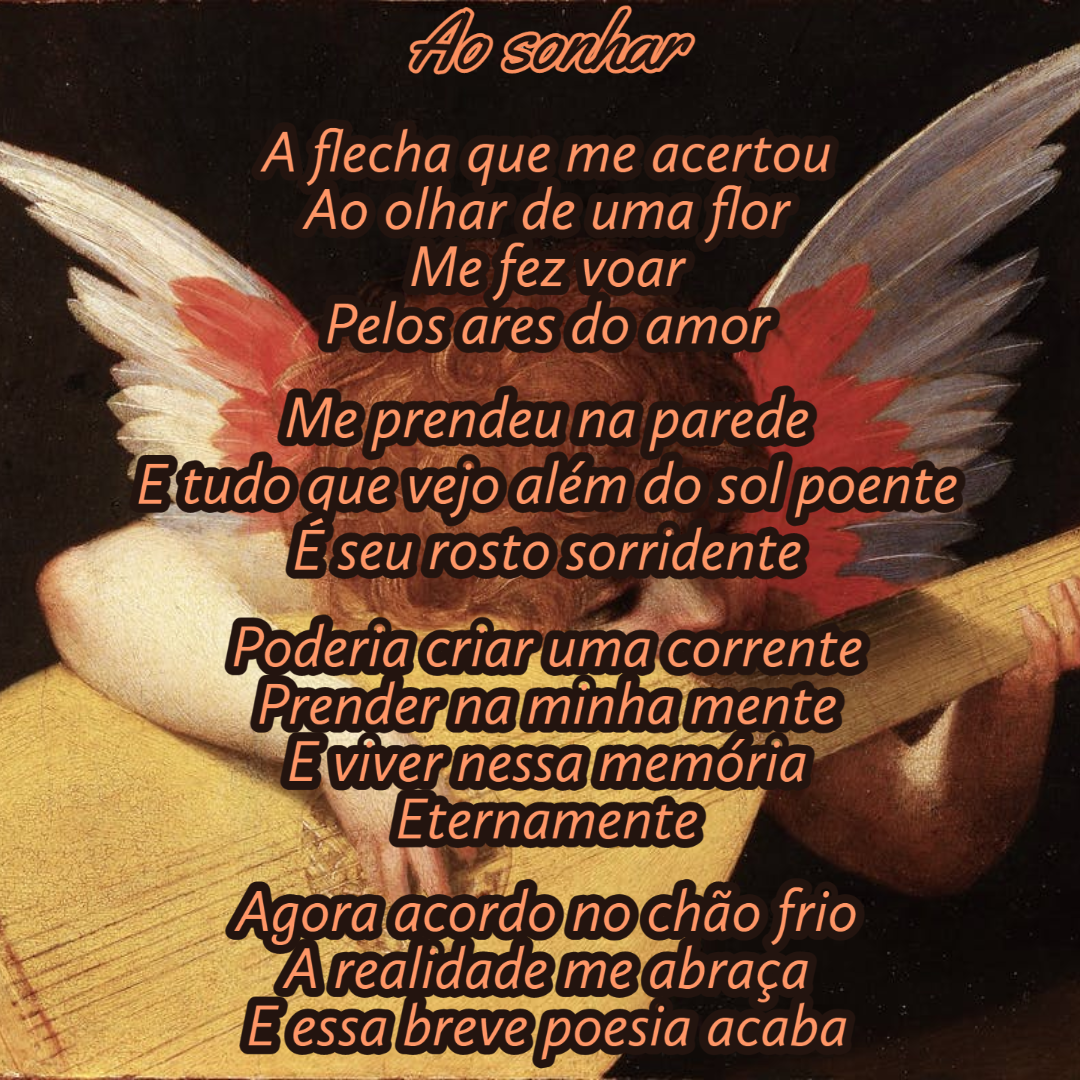 Ao sonhar
A flecha que me acertou
Ao olhar de uma flor
Me fez voar
Pelos ares do amor
Me prendeu na parede
E tudo que vejo além do sol poente
É seu rosto sorridente
Poderia criar uma corrente
Prender na minha mente
E viver nessa memória
Eternamente
Agora acordo no chão frio
A realidade me abraça
E essa breve poesia acaba